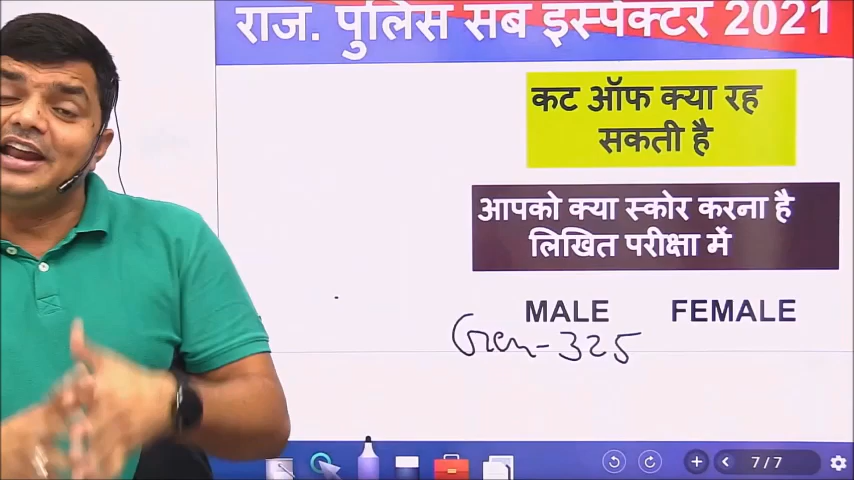 राज. पुलिस सब इंस्पेक्टर 2021
कट ऑफ क्या रह
सकती है
आपको क्या स्कोर करना है
लिखित परीक्षा में
MALE FEMALE
Gen-325
7/7